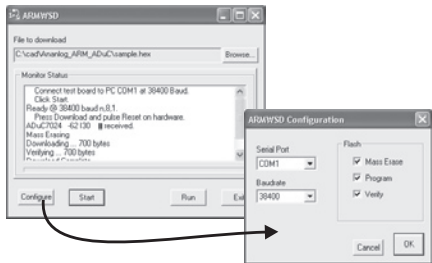 ARMWSD
File to download
C:\cad\Ananlog_ARM_ADuC\sample.hex
Browse...
Monitor Status
Connect test board to PC COM1 at 38400 Baud.
Click Start.
Ready @ 38400 baud n,8,1.
Press Download and pulse Reset on hardware.
ADuC7024 -62 I30 received.
Mass Erasing
Downloading ... 700 bytes
Verifying ... 700 bytes
Download Complete
Configure
Start
Run
ARMWSD Configuration
Serial Port
COM1
Baudrate
38400
Flash
Mass Erase
Program
Verify
Cancel
OK